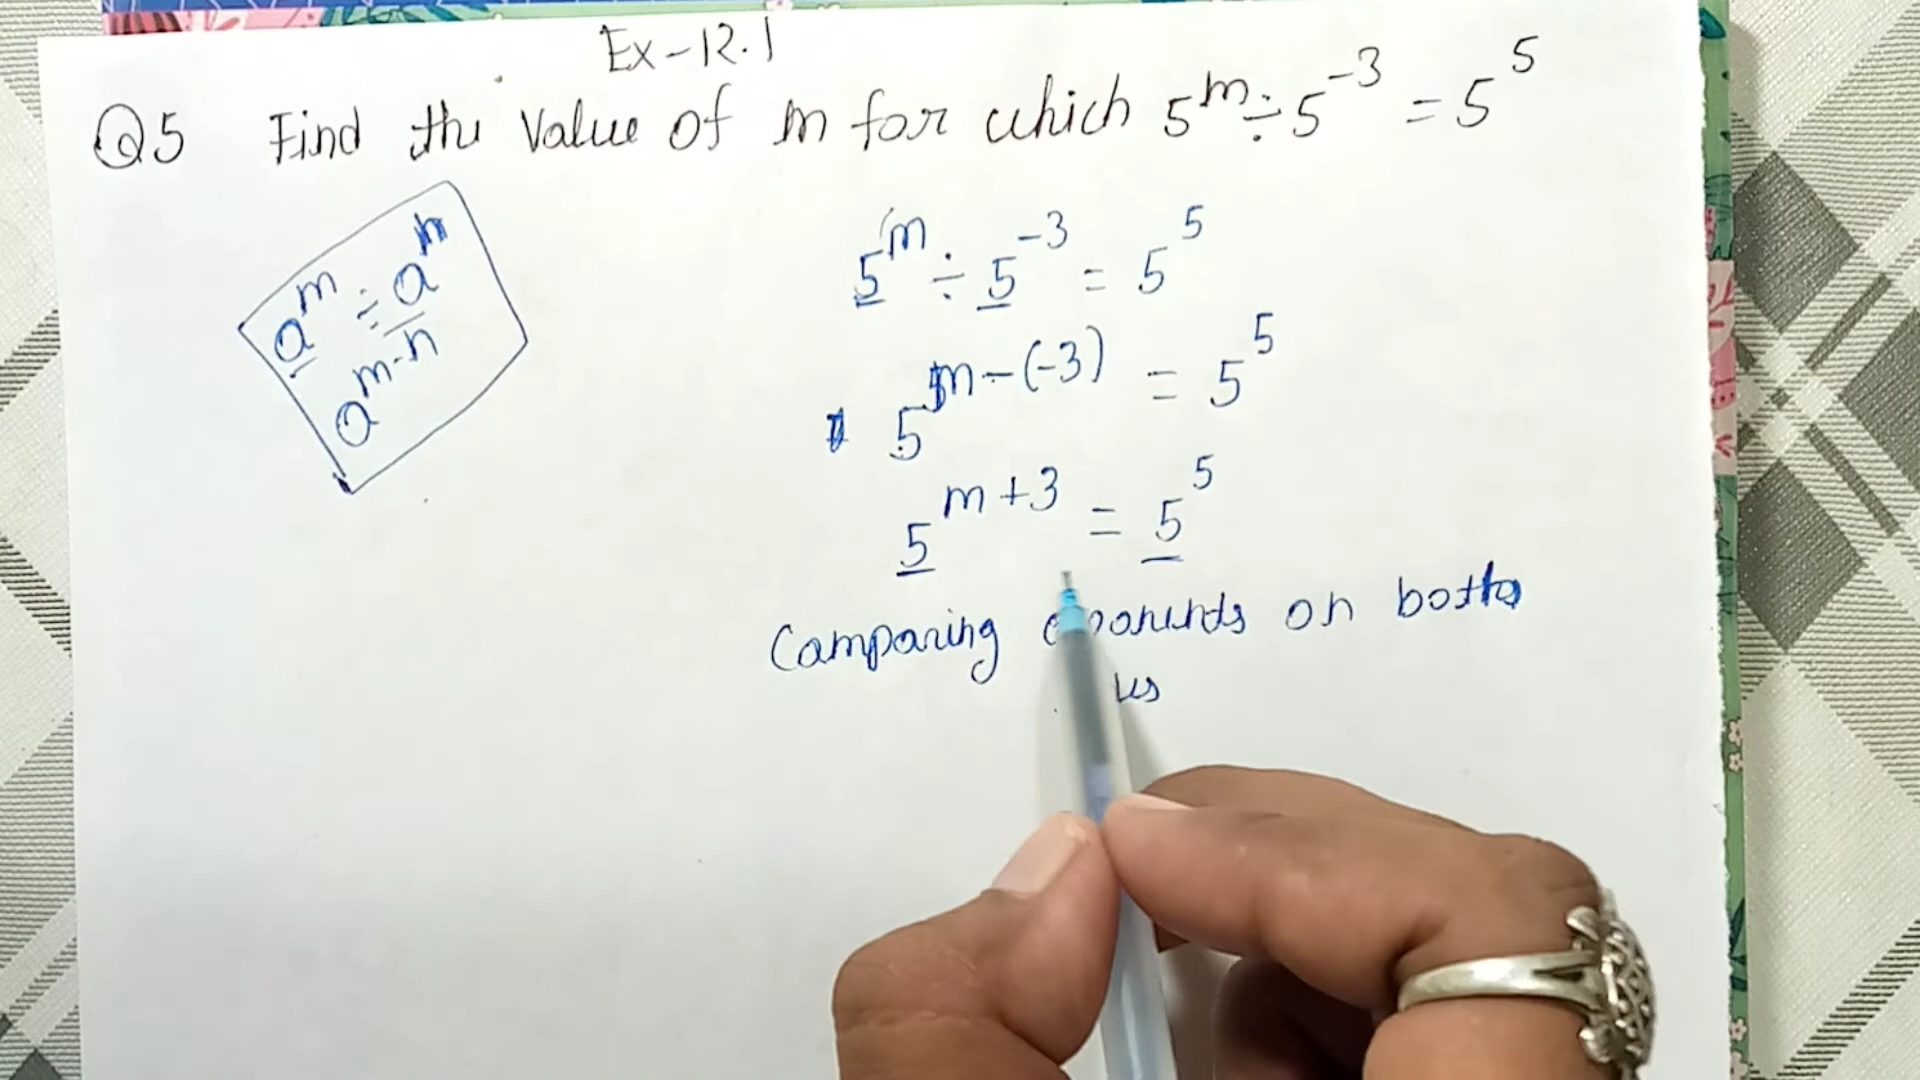 Ex-12.1
Q5 Find the Value of m for which 5^m ÷ 5^-3 = 5^5
a^m ÷ a^n
a^m-n
5^m ÷ 5^-3 = 5^5
5^m-(-3) = 5^5
5^m+3 = 5^5
Comparing on both